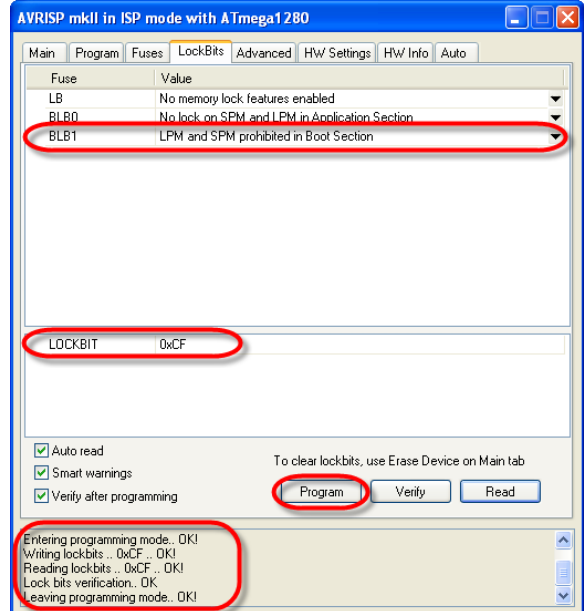 AVRISP mkII in ISP mode with ATmega1280
Main Program Fuses LockBits Advanced HW Settings HW Info Auto
Fuse Value
LB No memory lock features enabled
BLB0 No lock on SPM and LPM in Application Section
BLB1 LPM and SPM prohibited in Boot Section
LOCKBIT 0xCF
Auto read
To clear lockbits, use Erase Device on Main tab
Smart warnings
Verify after programming
Program Verify Read
Entering programming mode.. OK!
Writing lockbits .. 0xCF .. OK!
Reading lockbits .. 0xCF .. OK!
Lock bits verification.. OK
Leaving programming mode.. OK!